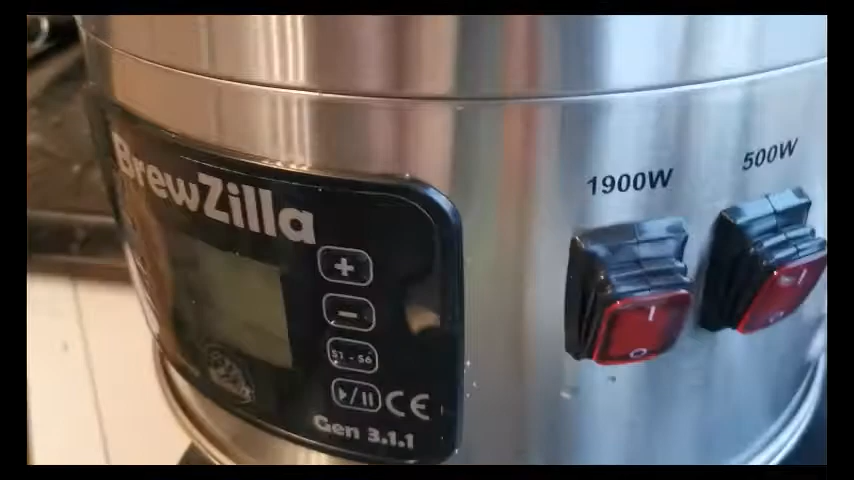 BrewZilla
1900W
500W
+
-
S1 - S6
CE
Gen 3.1.1